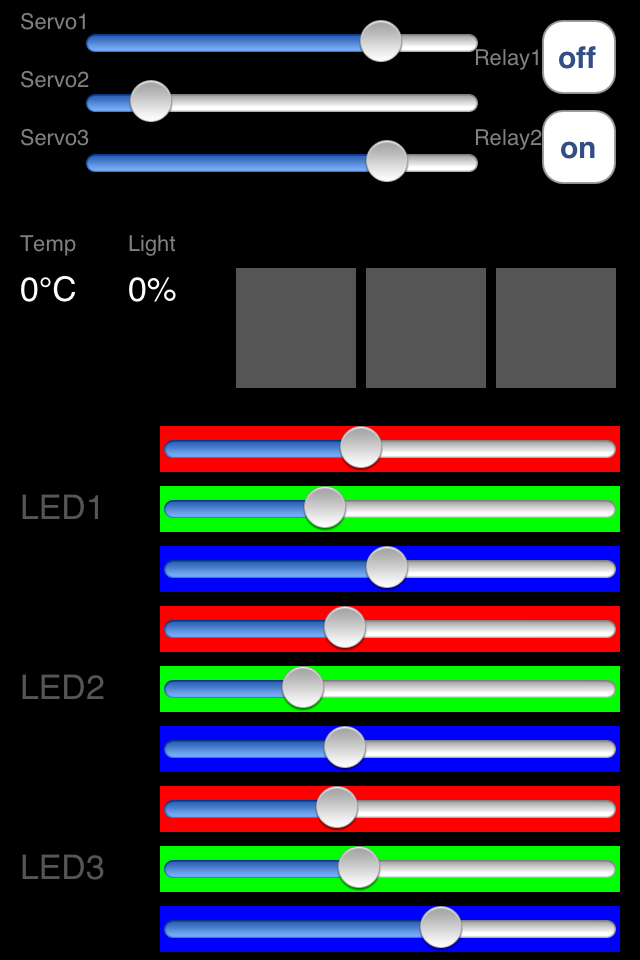 Servo1
Relay1
off
Servo2
Servo3
Relay2
on
Temp
Light
0°C
0%
LED1
LED2
LED3